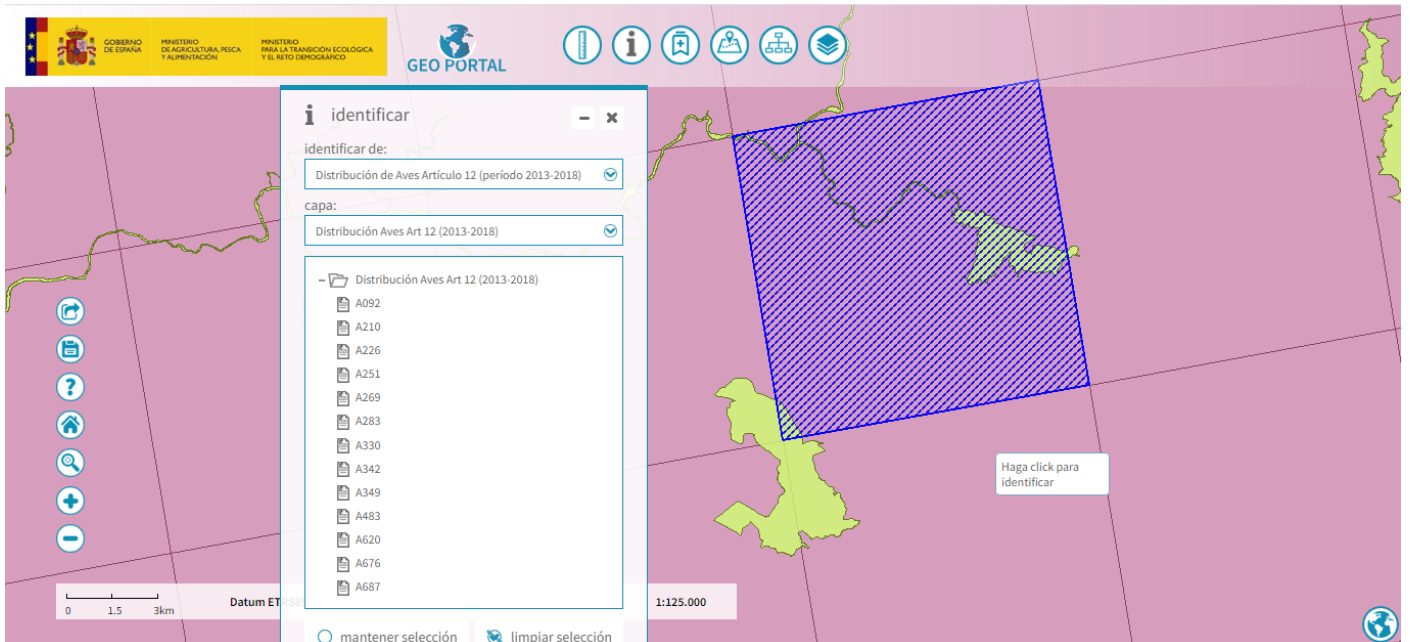 GOBIERNO
DE ESPAÑA
MINISTERIO
DE AGRICULTURA, PESCA
Y ALIMENTACIÓN
MINISTERIO
PARA LA TRANSICIÓN ECOLÓGICA
Y EL RETO DEMOGRÁFICO
GEO PORTAL
identificar
identificar de:
Distribución de Aves Artículo 12 (período 2013-2018)
capa:
Distribución Aves Art 12 (2013-2018)
Distribución Aves Art 12 (2013-2018)
A092
A210
A226
A251
A269
A283
A330
A342
A349
A483
A620
A676
A687
Haga click para
identificar
0 1.5 3km
Datum ET
1:125.000
mantener selección
limpiar selección